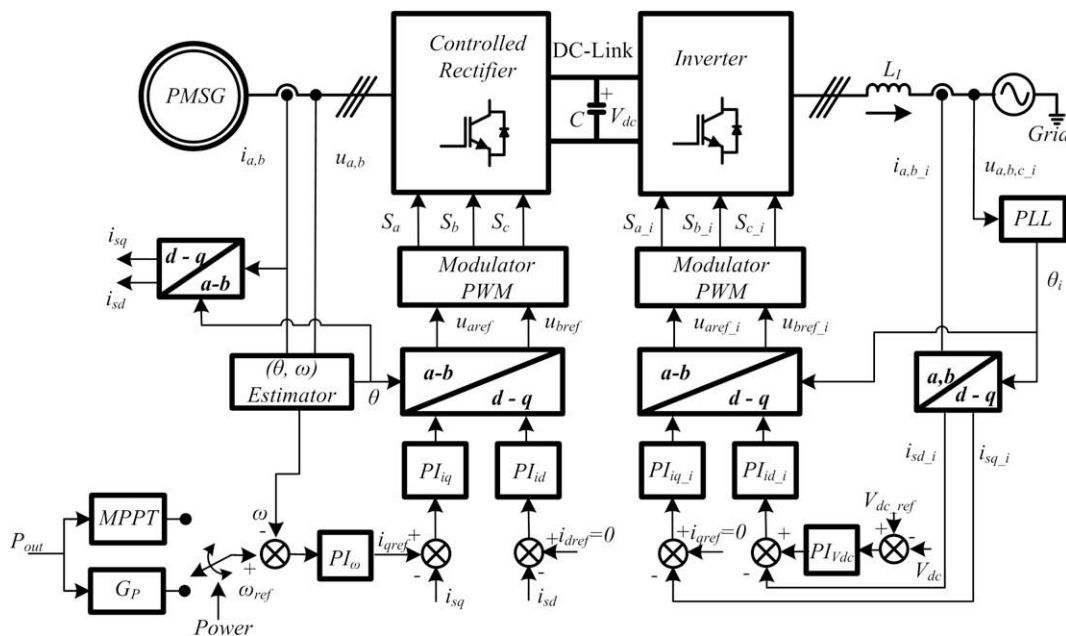 Controlled
Rectifier
DC-Link
Inverter
L_I
PMSG
+
C
V_dc
Grid
i_a,b
u_a,b
i_a,b_i
u_a,b,c_i
S_a
S_b
S_c
S_a_i
S_b_i
S_c_i
PLL
i_sq
d - q
a-b
i_sd
Modulator
PWM
Modulator
PWM
θ_i
u_aref
u_bref
u_aref_i
u_bref_i
(θ, ω)
Estimator
θ
a-b
d - q
a-b
d - q
a,b
d - q
PI_iq
PI_id
PI_iq_i
PI_id_i
i_sd_i
i_sq_i
MPPT
P_out
G_P
ω
-
+
ω_ref
Power
PI_ω
i_qref
+
-
i_sq
+i_dref=0
-
i_sd
+i_qref=0
-
+
-
PI_Vdc
V_dc_ref
+
-
V_dc